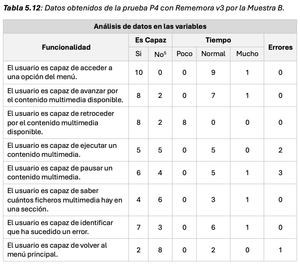 Tabla 5.12: Datos obtenidos de la prueba P4 con Rememora v3 por la Muestra B.
Análisis de datos en las variables
Funcionalidad Es Capaz Tiempo Errores
Si No⁵ Poco Normal Mucho
El usuario es capaz de acceder a
una opción del menú. 10 0 0 9 1 0
El usuario es capaz de avanzar por
el contenido multimedia disponible. 8 2 0 7 1 0
El usuario es capaz de retroceder
por el contenido multimedia
disponible. 8 2 8 0 0 0
El usuario es capaz de ejecutar un
contenido multimedia. 5 5 0 5 0 2
El usuario es capaz de pausar un
contenido multimedia. 6 4 0 5 1 3
El usuario es capaz de saber
cuántos ficheros multimedia hay en
una sección. 4 6 0 3 1 0
El usuario es capaz de identificar
que ha sucedido un error. 7 3 0 6 1 0
El usuario es capaz de volver al
menú principal. 2 8 0 2 0 1